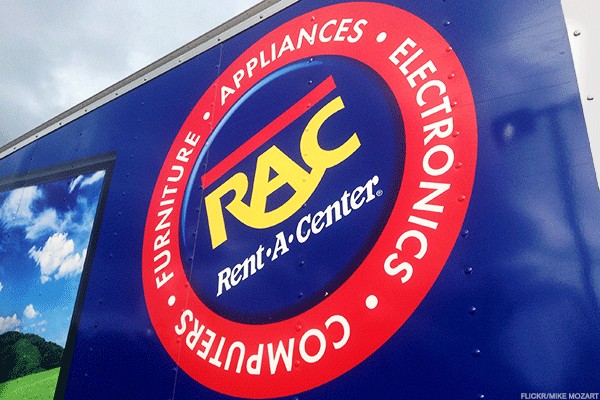 FURNITURE • APPLIANCES • ELECTRONICS • COMPUTERS •
RAC
Rent·A·Center®
FLICKR/MIKE MOZART